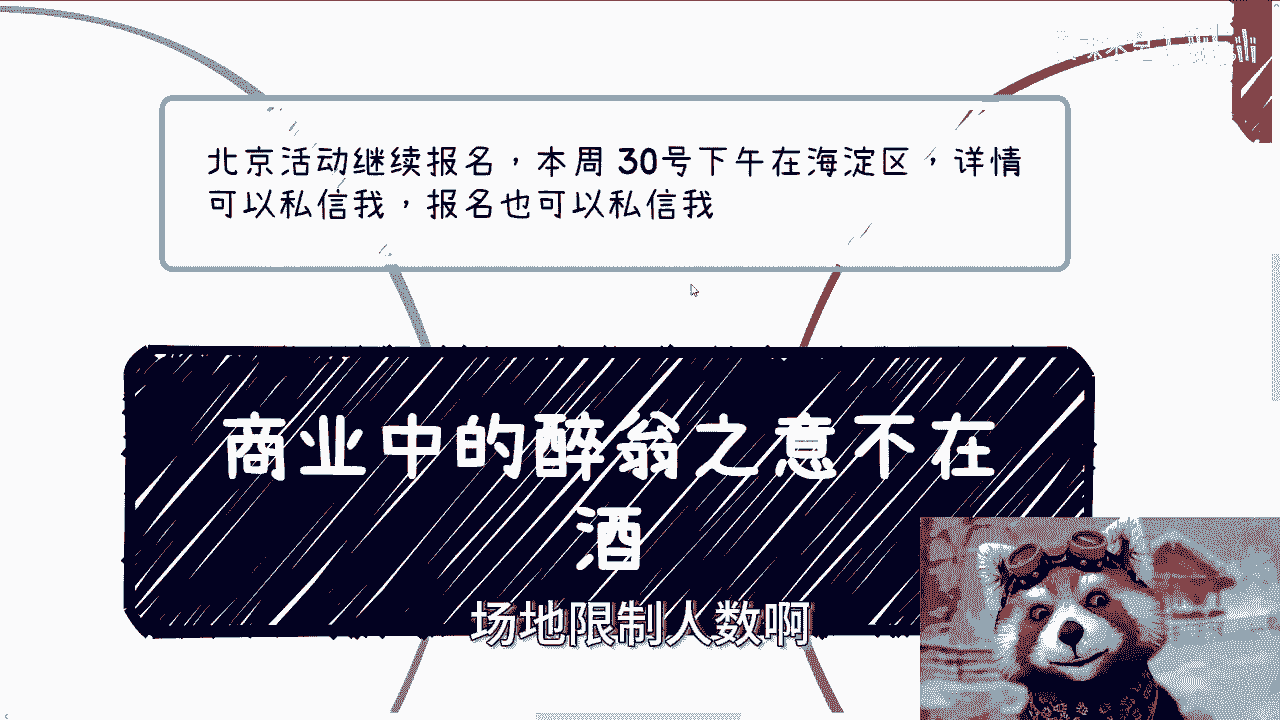 北京活动继续报名，本周 30号下午在海淀区，详情
可以私信我，报名也可以私信我
商业中的醉翁之意不在
酒
场地限制人数啊